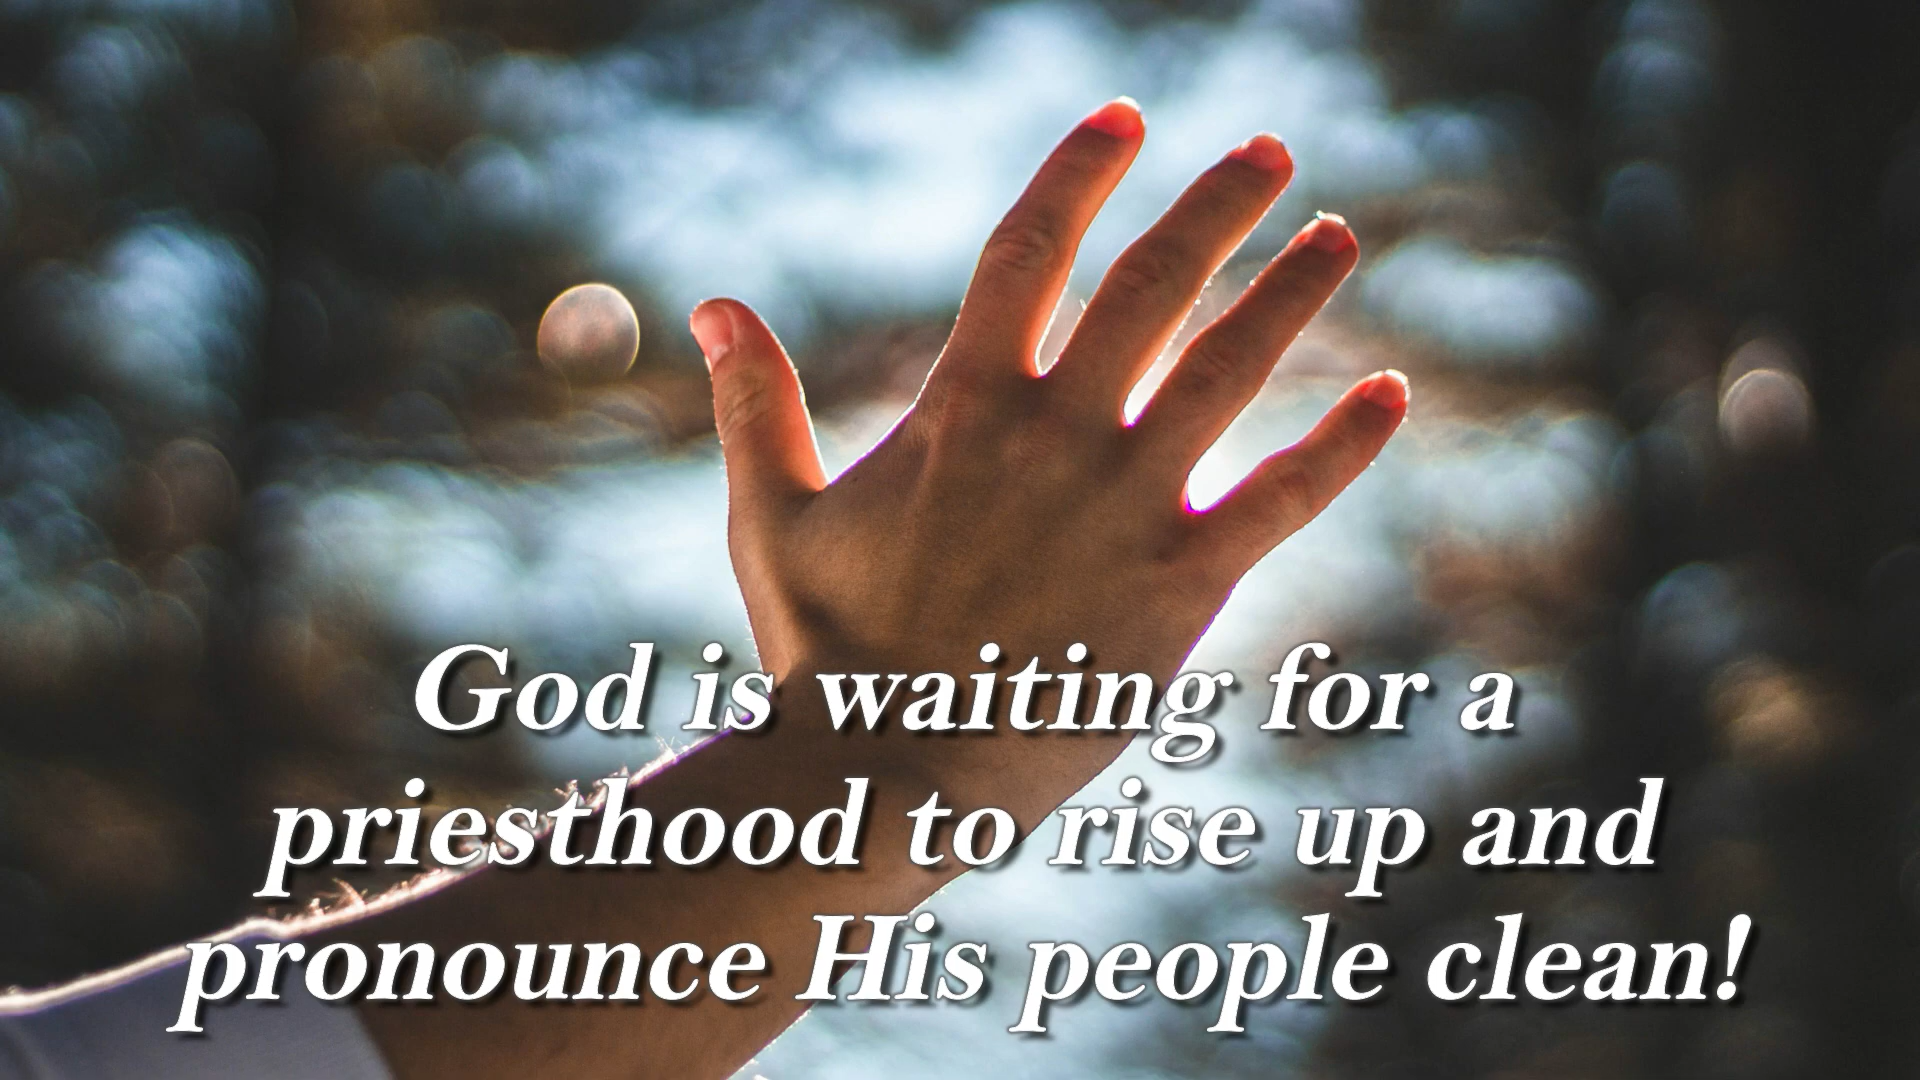 God is waiting for a
priesthood to rise up and
pronounce His people clean!